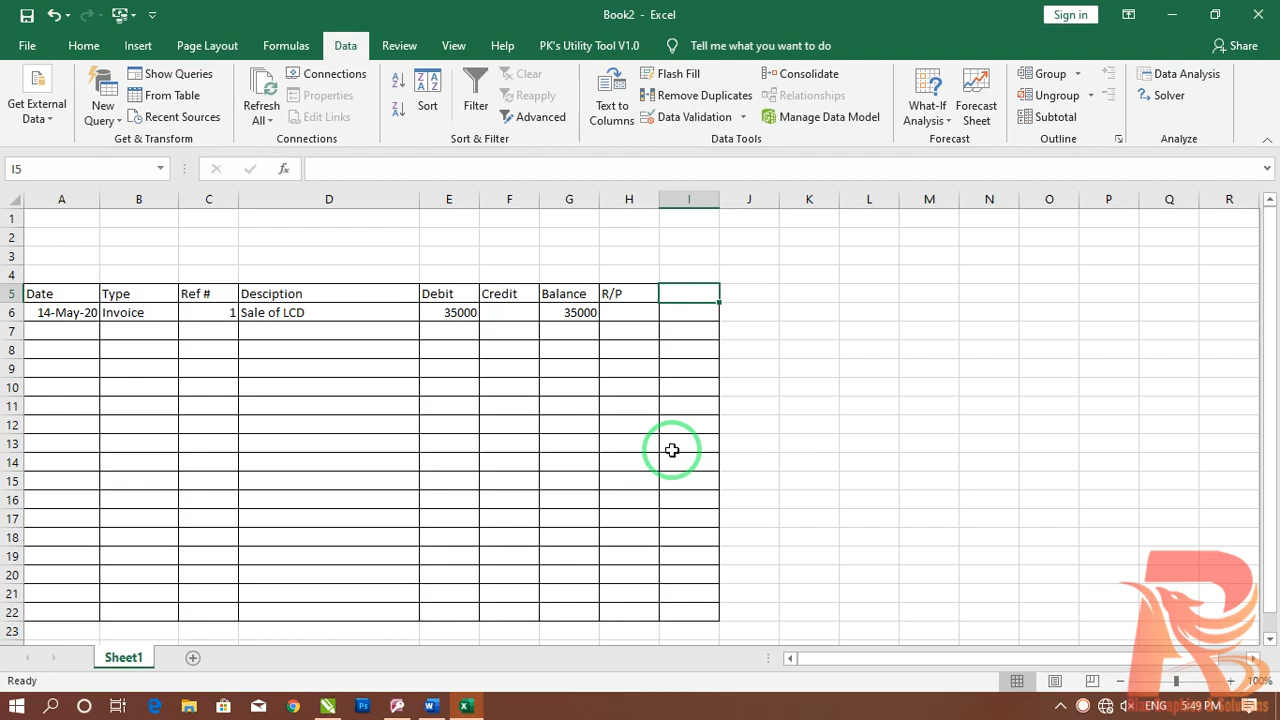 Book2 - Excel
Sign in
File Home Insert Page Layout Formulas Data Review View Help PK's Utility Tool V1.0 Tell me what you want to do Share
Get External Data
New Query
Show Queries
From Table
Recent Sources
Get & Transform
Refresh All
Connections
Properties
Edit Links
Connections
Sort
Filter
Clear
Reapply
Advanced
Sort & Filter
Text to Columns
Flash Fill
Remove Duplicates
Data Validation
Consolidate
Relationships
Manage Data Model
Data Tools
What-If Analysis
Forecast Sheet
Forecast
Group
Ungroup
Subtotal
Outline
Data Analysis
Solver
Analyze
I5 fx
A B C D E F G H I J K L M N O P Q R
1
2
3
4
5 Date Type Ref # Desciption Debit Credit Balance R/P
6 14-May-20 Invoice 1 Sale of LCD 35000 35000
7
8
9
10
11
12
13
14
15
16
17
18
19
20
21
22
23
Sheet1
Ready 100%
ENG 5:49 PM